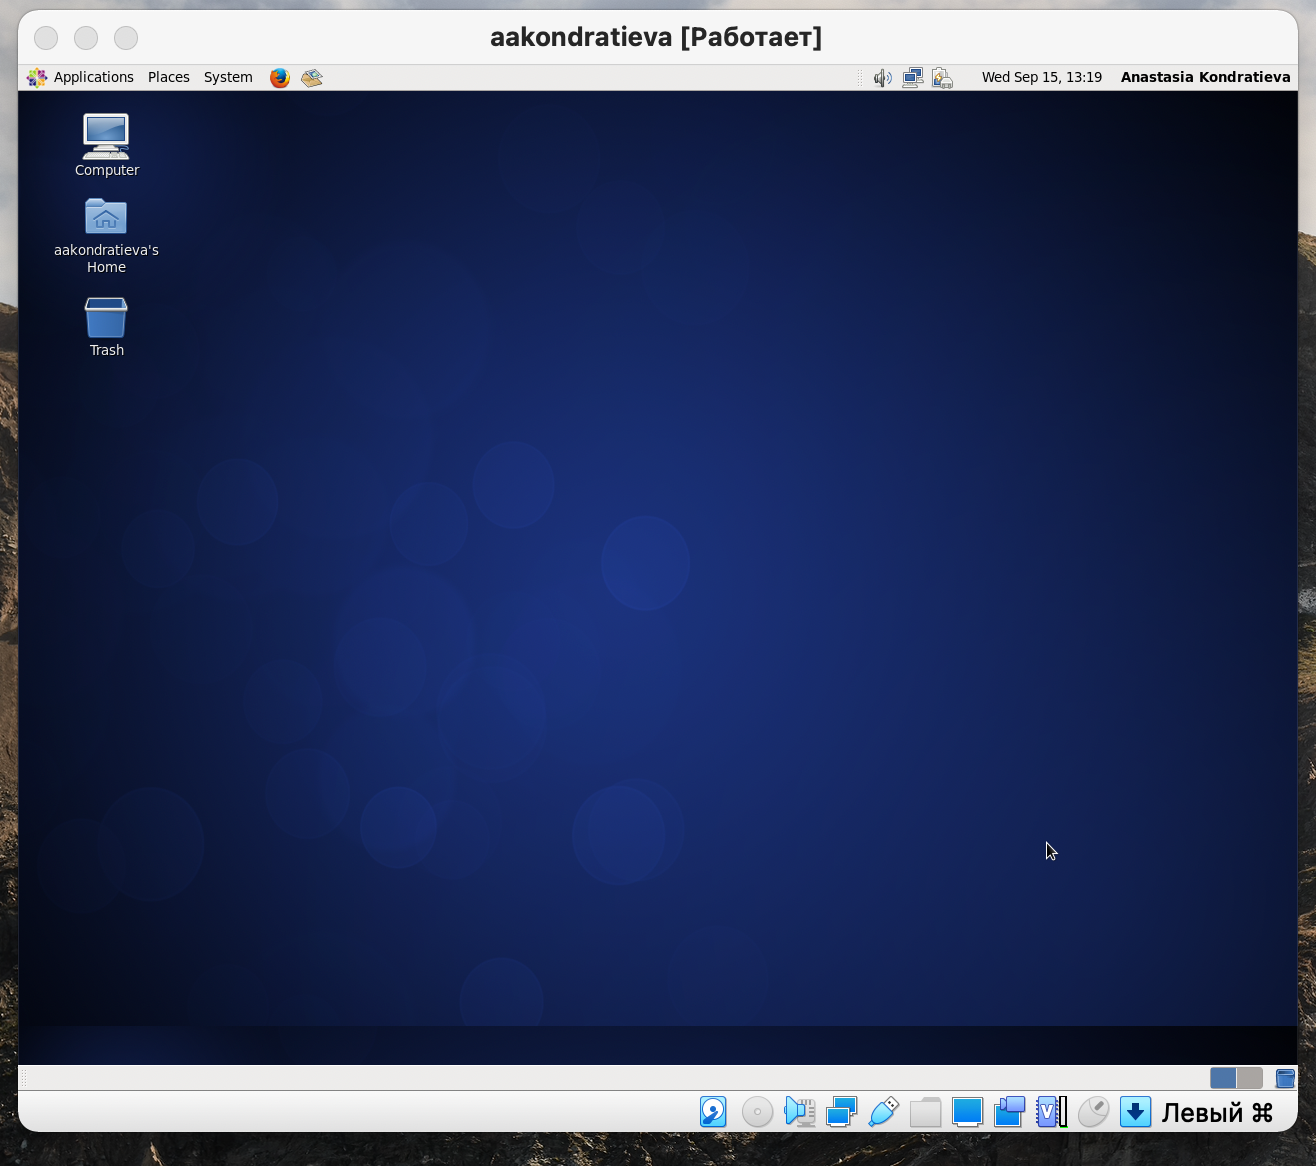 aakondratieva [Работает]
Applications Places System Wed Sep 15, 13:19 Anastasia Kondratieva
Computer
aakondratieva's
Home
Trash
V
Левый ⌘